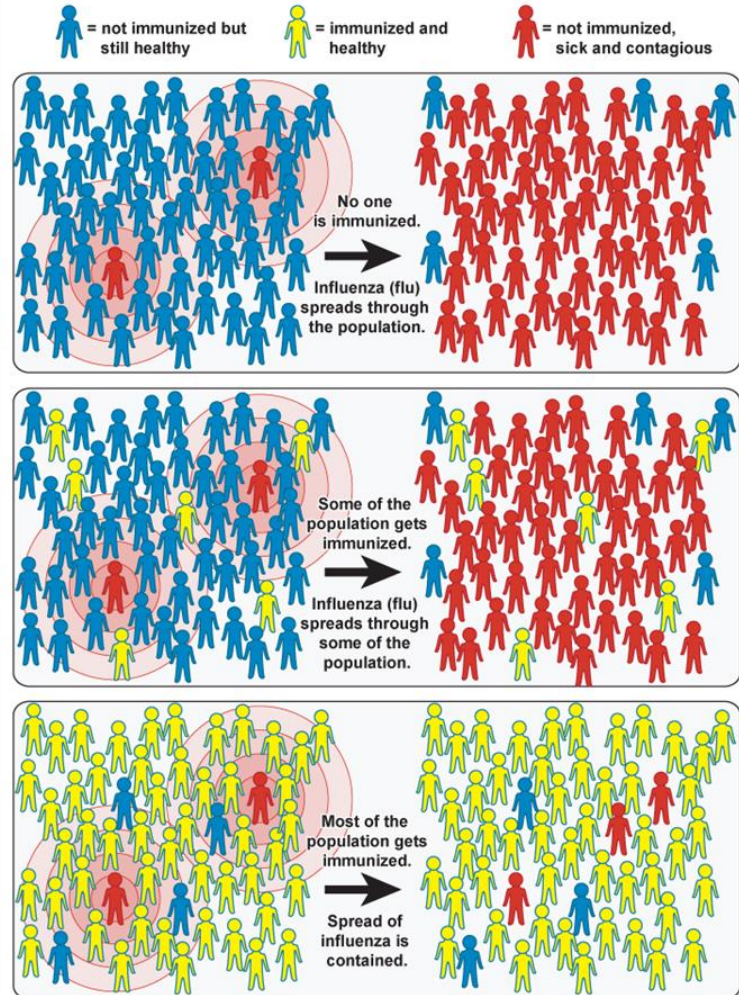 = not immunized but
still healthy
= immunized and
healthy
= not immunized,
sick and contagious
No one
is immunized.
Influenza (flu)
spreads through
the population.
Some of the
population gets
immunized.
Influenza (flu)
spreads through
some of the
population.
Most of the
population gets
immunized.
Spread of
influenza is
contained.